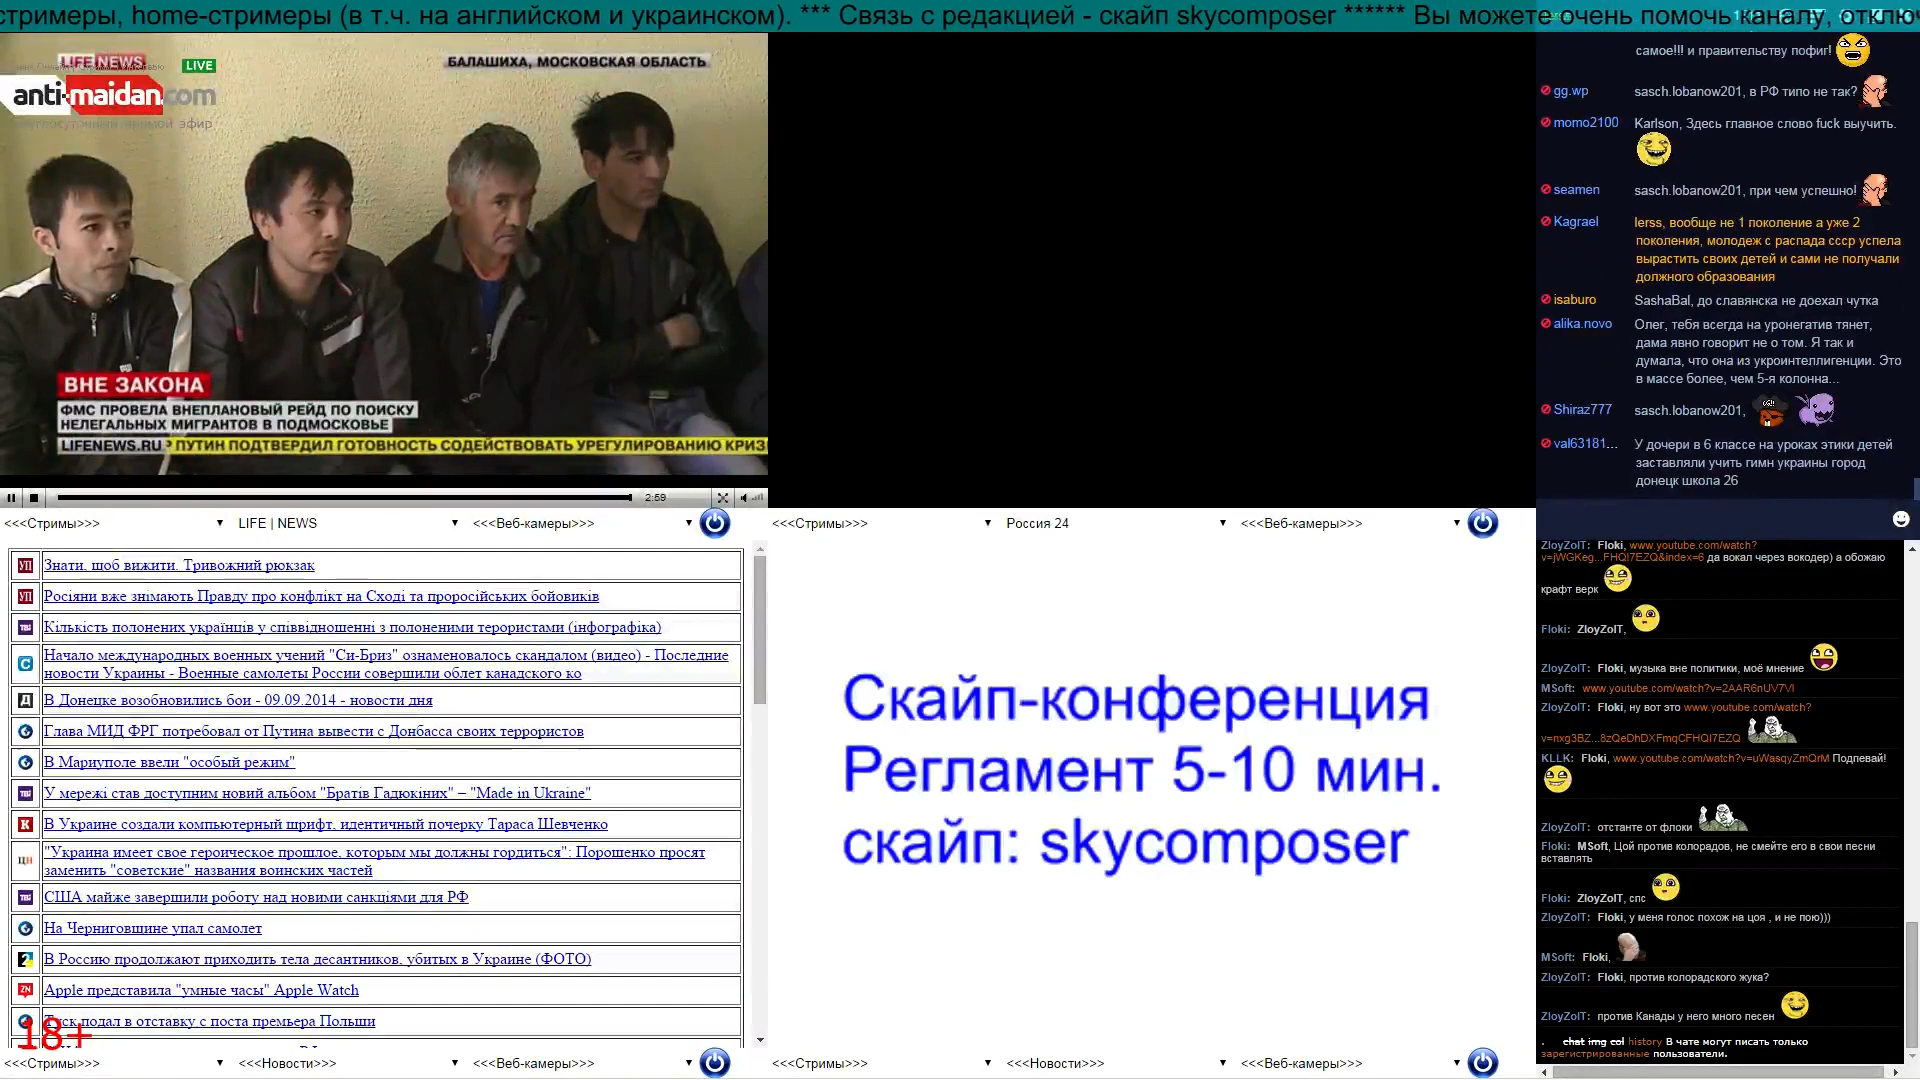 стримеры, home-стримеры (в т.ч. на английском и украинском). *** Связь с редакцией - скайп skycomposer ****** Вы можете очень помочь каналу, отключ
LIFE NEWS
LIVE
БАЛАШИХА, МОСКОВСКАЯ ОБЛАСТЬ
anti-maidan.com
ВНЕ ЗАКОНА
ФМС ПРОВЕЛА ВНЕПЛАНОВЫЙ РЕЙД ПО ПОИСКУ
НЕЛЕГАЛЬНЫХ МИГРАНТОВ В ПОДМОСКОВЬЕ
LIFENEWS.RU ПУТИН ПОДТВЕРДИЛ ГОТОВНОСТЬ СОДЕЙСТВОВАТЬ УРЕГУЛИРОВАНИЮ КРИЗ
2:59
<<<Стримы>>> LIFE | NEWS <<<Веб-камеры>>>
<<<Стримы>>> Россия 24 <<<Веб-камеры>>>
Знати, щоб вижити. Тривожний рюкзак
Росіяни вже знімають Правду про конфлікт на Сході та проросійських бойовиків
Кількість полонених українців у співвідношенні з полоненими терористами (інфографіка)
Начало международных военных учений "Си-Бриз" ознаменовалось скандалом (видео) - Последние
новости Украины - Военные самолеты России совершили облет канадского ко
В Донецке возобновились бои - 09.09.2014 - новости дня
Глава МИД ФРГ потребовал от Путина вывести с Донбасса своих террористов
В Мариуполе ввели "особый режим"
У мережі став доступним новий альбом "Братів Гадюкіних" – "Made in Ukraine"
В Украине создали компьютерный шрифт, идентичный почерку Тараса Шевченко
"Украина имеет свое героическое прошлое, которым мы должны гордиться": Порошенко просят
заменить "советские" названия воинских частей
США майже завершили роботу над новими санкціями для РФ
На Черниговщине упал самолет
В Россию продолжают приходить тела десантников, убитых в Украине (ФОТО)
Apple представила "умные часы" Apple Watch
Туск подал в отставку с поста премьера Польши
18+
<<<Стримы>>> <<<Новости>>> <<<Веб-камеры>>>
Скайп-конференция
Регламент 5-10 мин.
скайп: skycomposer
<<<Стримы>>> <<<Новости>>> <<<Веб-камеры>>>
самое!!! и правительству пофиг!
gg.wp sasch.lobanow201, в РФ типо не так?
momo2100 Karlson, Здесь главное слово fuck выучить.
seamen sasch.lobanow201, при чем успешно!
Kagrael lerss, вообще не 1 поколение а уже 2
поколения, молодеж с распада ссср успела
вырастить своих детей и сами не получали
должного образования
isaburo SashaBal, до славянска не доехал чутка
alika.novo Олег, тебя всегда на уронегатив тянет,
дама явно говорит не о том. Я так и
думала, что она из укроинтеллигенции. Это
в массе более, чем 5-я колонна...
Shiraz777 sasch.lobanow201,
val63181... У дочери в 6 классе на уроках этики детей
заставляли учить гимн украины город
донецк школа 26
ZloyZolT: Floki, www.youtube.com/watch?
v=jWGKeg...FHQI7EZQ&index=6 да вокал через вокодер) а обожаю
крафт верк
Floki: ZloyZolT,
ZloyZolT: Floki, музыка вне политики, моё мнение
MSoft: www.youtube.com/watch?v=2AAR6nUV7VI
ZloyZolT: Floki, ну вот это www.youtube.com/watch?
v=nxg3BZ...8zQeDhDXFmqCFHQI7EZQ
KLLK: Floki, www.youtube.com/watch?v=uWasqyZmQrM Подпевай!
ZloyZolT: отстанте от флоки
Floki: MSoft, Цой против колорадов, не смейте его в свои песни
вставлять
Floki: ZloyZolT, спс
ZloyZolT: Floki, у меня голос похож на цоя , и не пою)))
MSoft: Floki,
ZloyZolT: Floki, против колорадского жука?
ZloyZolT: против Канады у него много песен
. chat img col history В чате могут писать только
зарегистрированные пользователи.